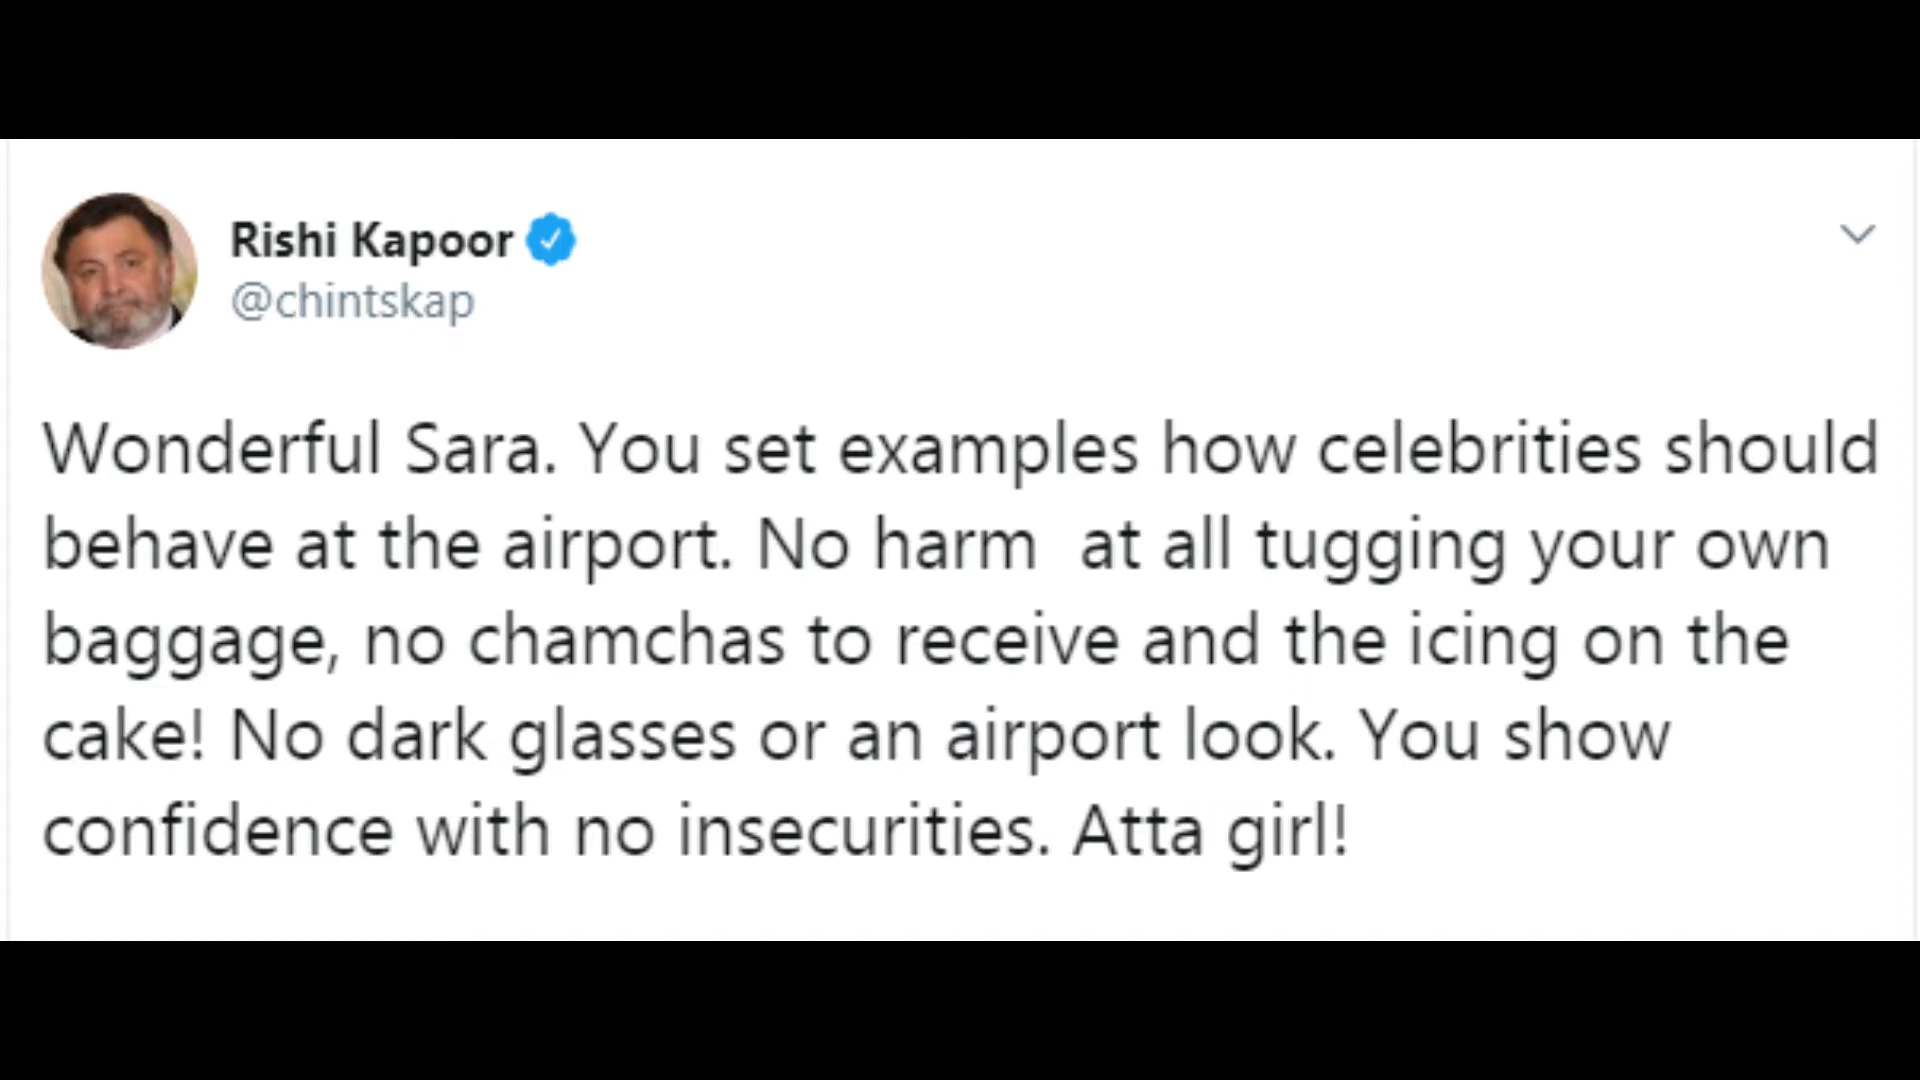 Rishi Kapoor
@chintskap
Wonderful Sara. You set examples how celebrities should
behave at the airport. No harm  at all tugging your own
baggage, no chamchas to receive and the icing on the
cake! No dark glasses or an airport look. You show
confidence with no insecurities. Atta girl!